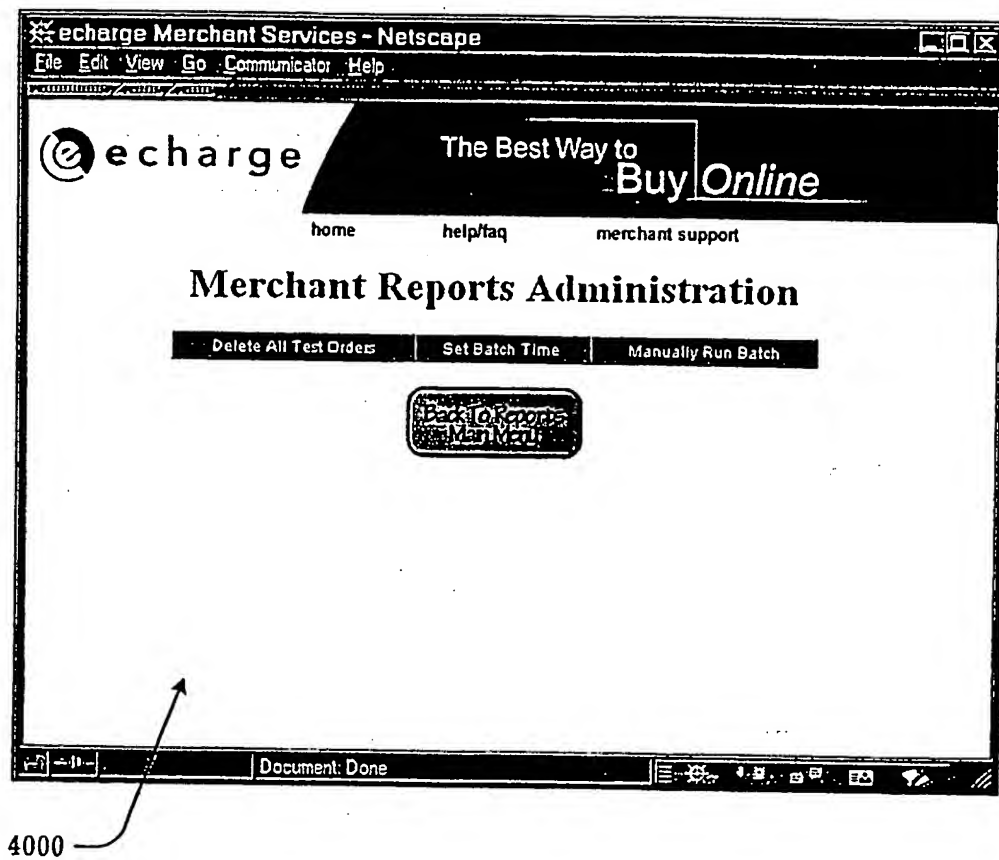 echarge Merchant Services - Netscape
File Edit View Go Communicator Help
echarge
The Best Way to
Buy Online
home help/faq merchant support
Merchant Reports Administration
Delete All Test Orders Set Batch Time Manually Run Batch
Back To Reports
Main Menu
Document: Done
4000